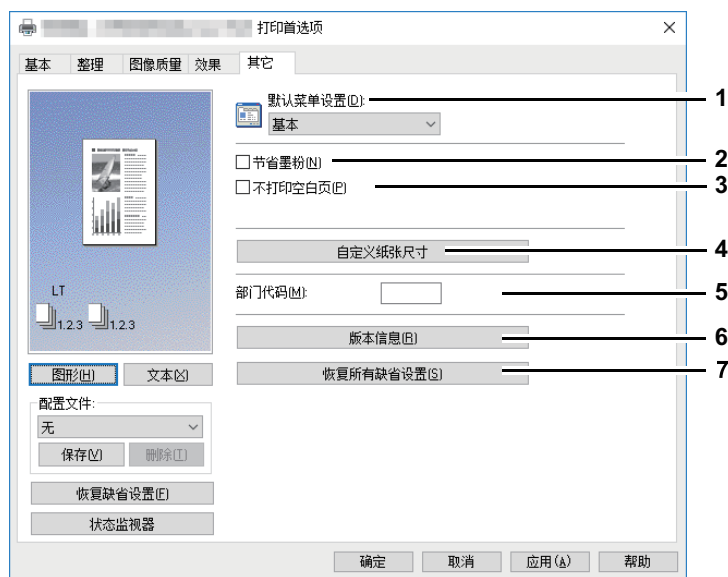 打印首选项
基本 整理 图像质量 效果 其它
默认菜单设置(D): 1
基本
节省墨粉(N) 2
不打印空白页(P) 3
自定义纸张尺寸 4
部门代码(M): 5
版本信息(R) 6
恢复所有缺省设置(S) 7
LT
1.2.3 1.2.3
图形(H) 文本(X)
配置文件:
无
保存(V) 删除(T)
恢复缺省设置(F)
状态监视器
确定 取消 应用(A) 帮助